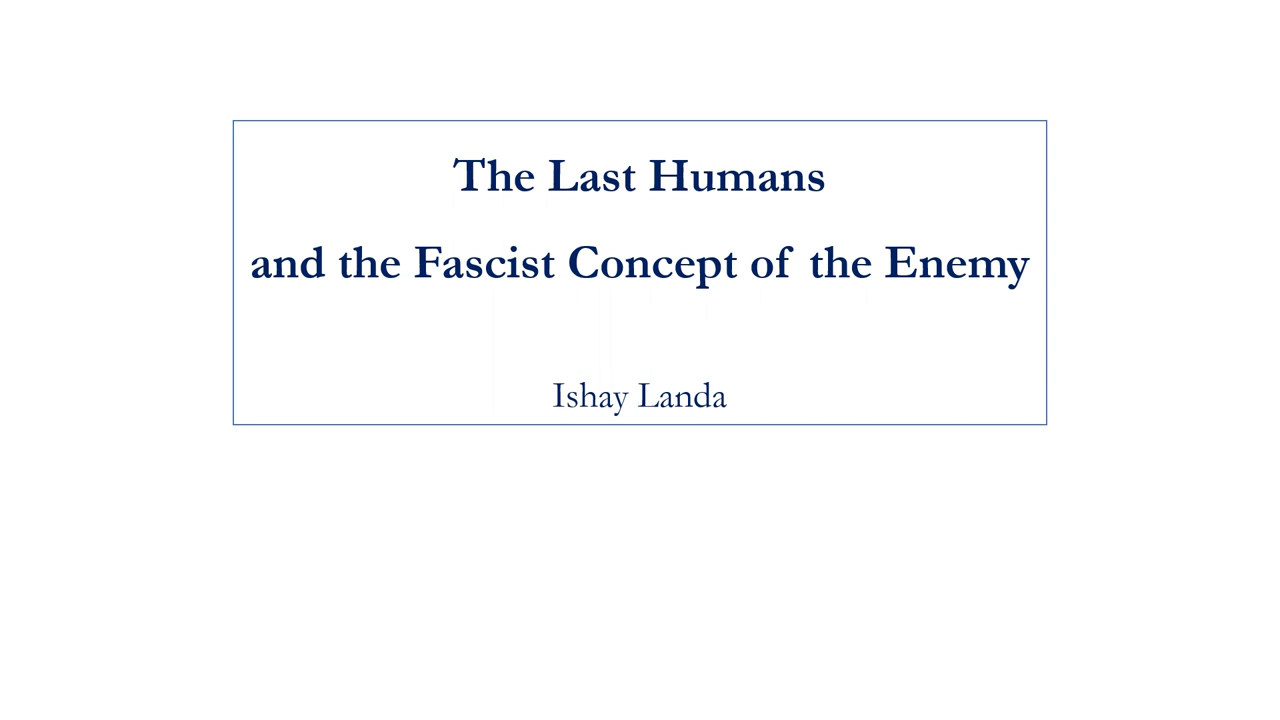 The Last Humans
and the Fascist Concept of the Enemy
Ishay Landa